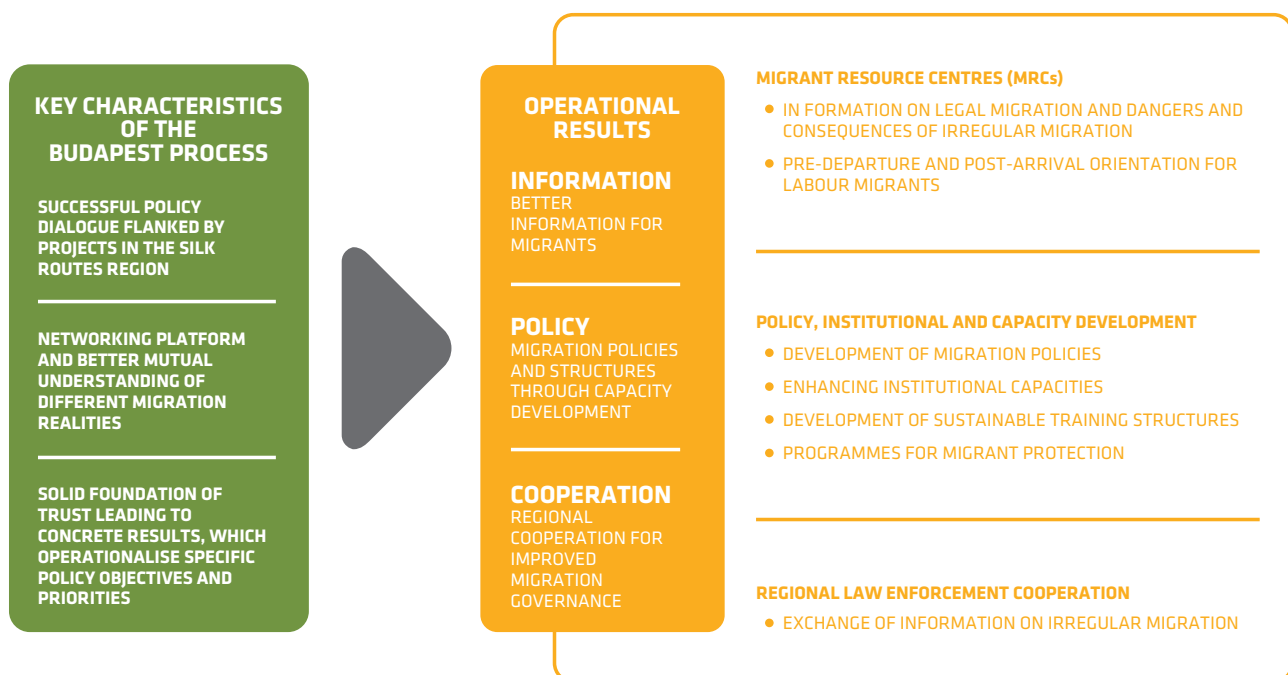 KEY CHARACTERISTICS
OF THE
BUDAPEST PROCESS
SUCCESSFUL POLICY
DIALOGUE FLANKED BY
PROJECTS IN THE SILK
ROUTES REGION
NETWORKING PLATFORM
AND BETTER MUTUAL
UNDERSTANDING OF
DIFFERENT MIGRATION
REALITIES
SOLID FOUNDATION OF
TRUST LEADING TO
CONCRETE RESULTS, WHICH
OPERATIONALISE SPECIFIC
POLICY OBJECTIVES AND
PRIORITIES
OPERATIONAL
RESULTS
INFORMATION
BETTER
INFORMATION FOR
MIGRANTS
POLICY
MIGRATION POLICIES
AND STRUCTURES
THROUGH CAPACITY
DEVELOPMENT
COOPERATION
REGIONAL
COOPERATION FOR
IMPROVED
MIGRATION
GOVERNANCE
MIGRANT RESOURCE CENTRES (MRCs)
• IN FORMATION ON LEGAL MIGRATION AND DANGERS AND
CONSEQUENCES OF IRREGULAR MIGRATION
• PRE-DEPARTURE AND POST-ARRIVAL ORIENTATION FOR
LABOUR MIGRANTS
POLICY, INSTITUTIONAL AND CAPACITY DEVELOPMENT
• DEVELOPMENT OF MIGRATION POLICIES
• ENHANCING INSTITUTIONAL CAPACITIES
• DEVELOPMENT OF SUSTAINABLE TRAINING STRUCTURES
• PROGRAMMES FOR MIGRANT PROTECTION
REGIONAL LAW ENFORCEMENT COOPERATION
• EXCHANGE OF INFORMATION ON IRREGULAR MIGRATION